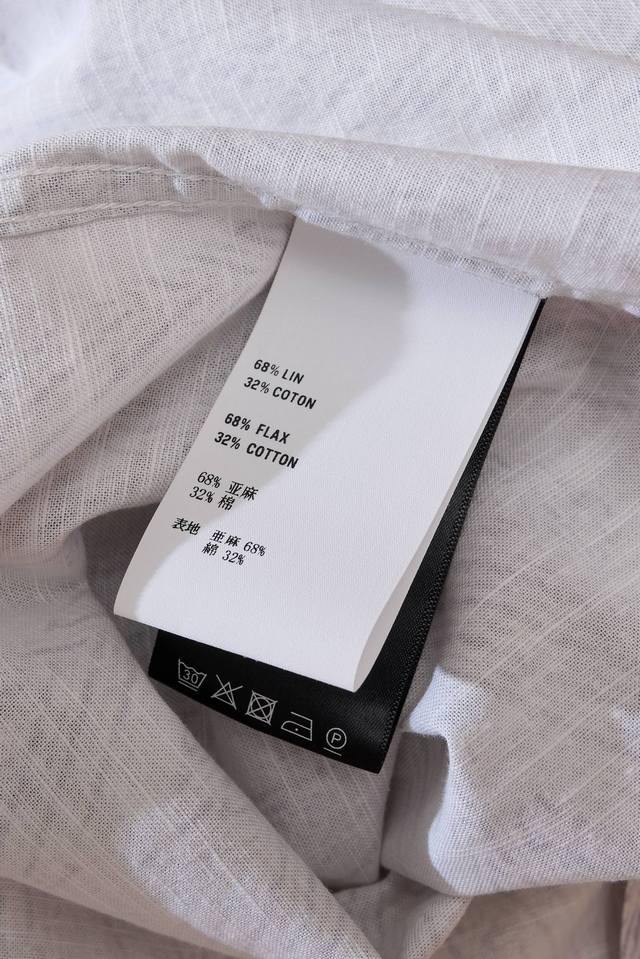 68% LIN
32% COTON
68% FLAX
32% COTTON
68% 亚麻
32% 棉
表地 亜麻 68%
綿 32%
30
P